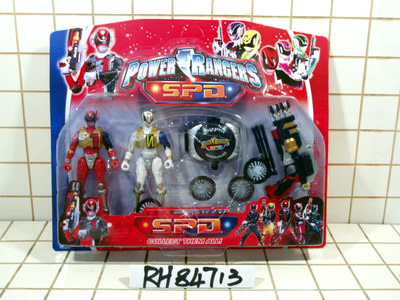 POWER RANGERS
SPD
SPD
COLLECT THEM ALL!
RH84713